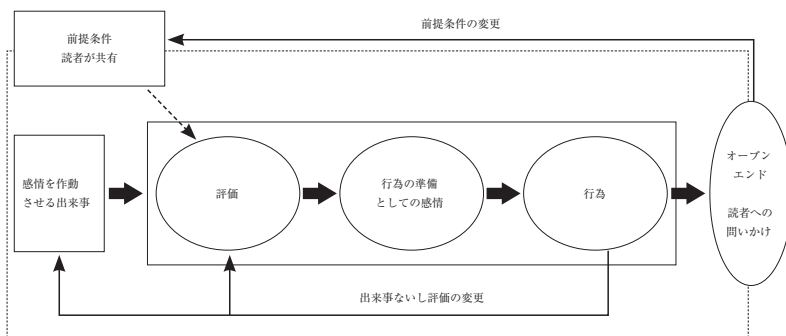 前提条件の変更
前提条件
読者が共有
感情を作動
させる出来事
評価
行為の準備
としての感情
行為
オープン
エンド
読者への
問いかけ
出来事ないし評価の変更